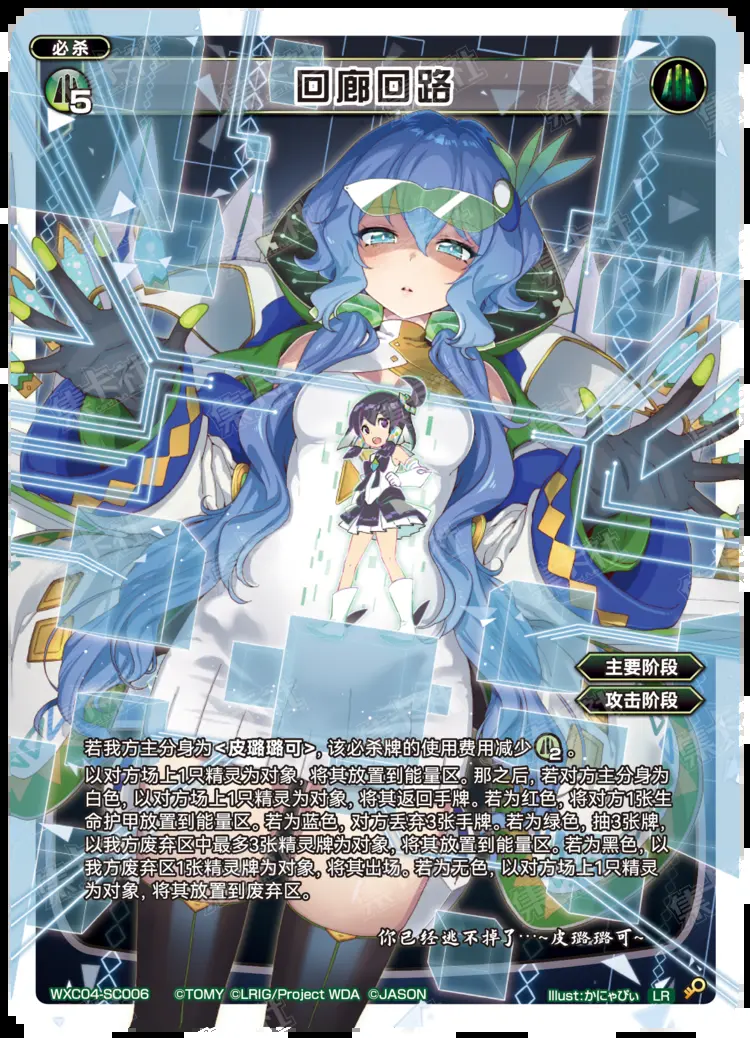 必杀
5
回廊回路
主要阶段
攻击阶段
若我方主分身为<皮璐璐可>, 该必杀牌的使用费用减少 2 。
以对方场上1只精灵为对象, 将其放置到能量区。那之后, 若对方主分身为
白色, 以对方场上1只精灵为对象, 将其返回手牌。若为红色, 将对方1张生
命护甲放置到能量区。若为蓝色, 对方丢弃3张手牌。若为绿色, 抽3张牌,
以我方废弃区中最多3张精灵牌为对象, 将其放置到能量区。若为黑色, 以
我方废弃区1张精灵牌为对象, 将其出场。若为无色, 以对方场上1只精灵
为对象, 将其放置到废弃区。
你已经逃不掉了…~皮璐璐可~
WXC04-SC006 ©TOMY ©LRIG/Project WDA ©JASON Illust:かにゃぴぃ LR
集卡社